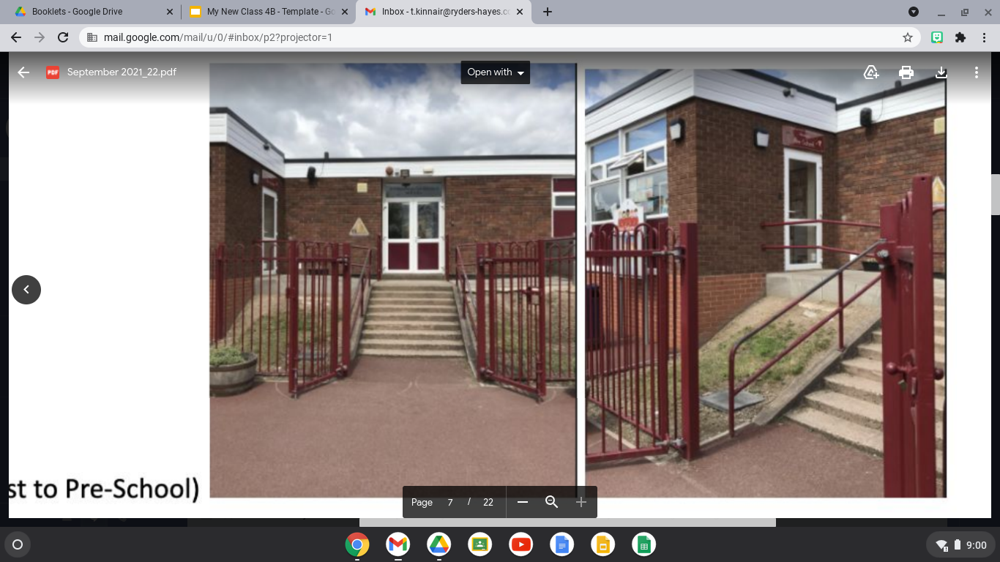 Booklets - Google Drive
My New Class 4B - Template - Go
Inbox - t.kinnair@ryders-hayes.co
mail.google.com/mail/u/0/#inbox/p2?projector=1
PDF
September 2021_22.pdf
Open with
st to Pre-School)
Page 7 / 22
9:00